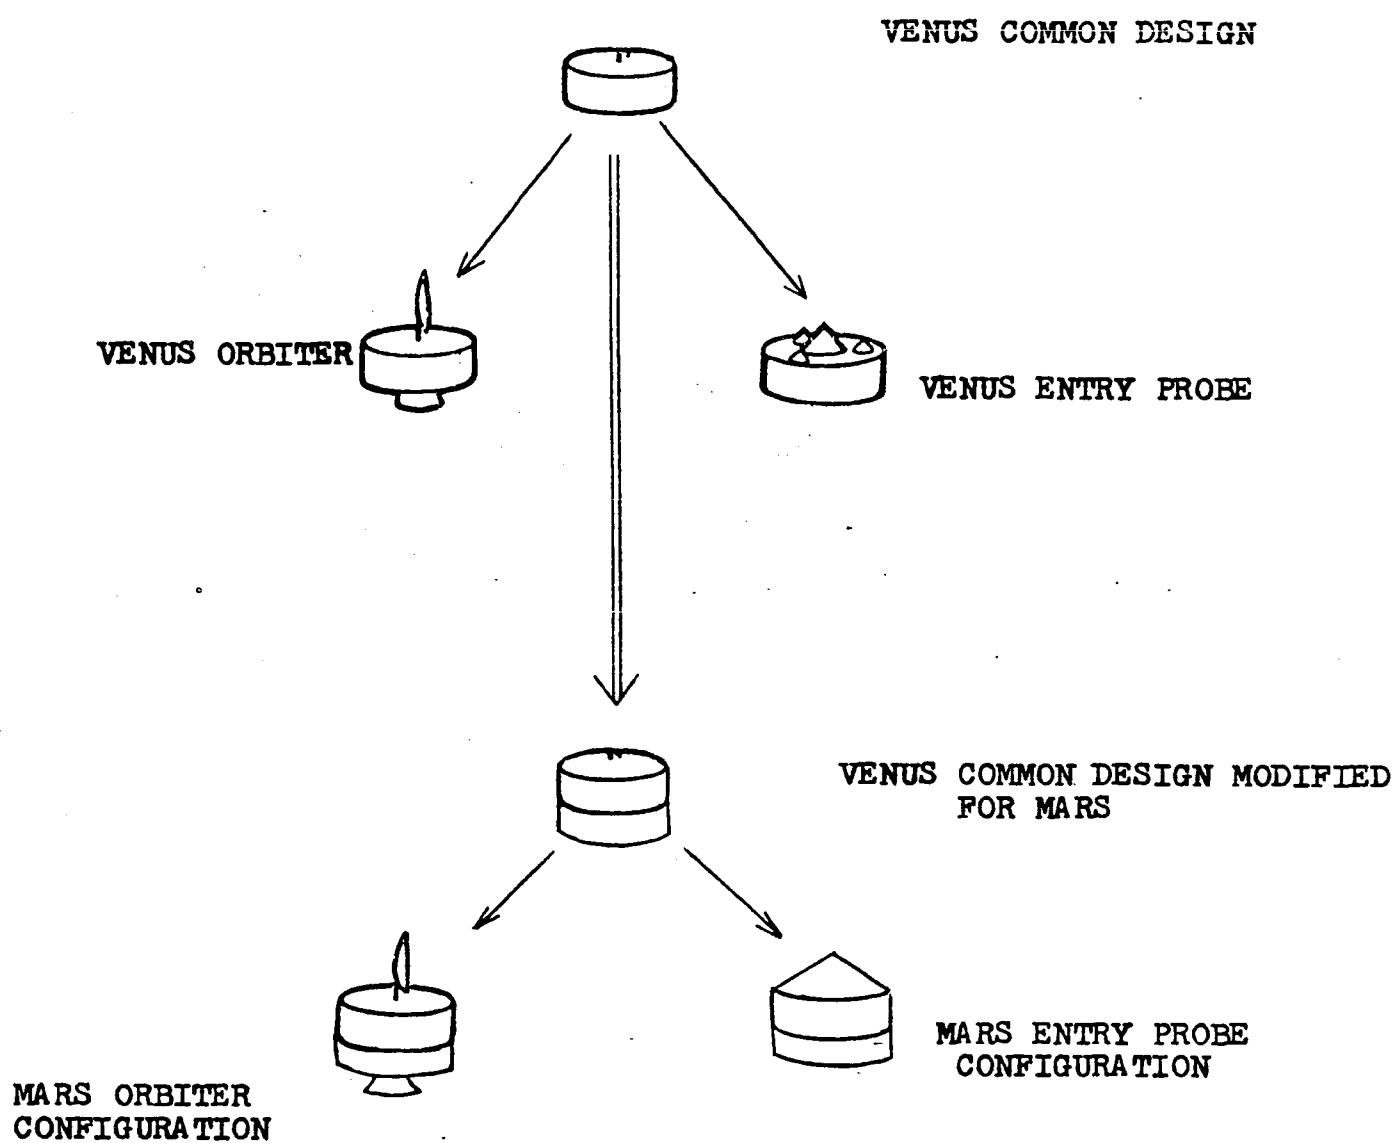 VENUS COMMON DESIGN
VENUS ORBITER
VENUS ENTRY PROBE
VENUS COMMON DESIGN MODIFIED
FOR MARS
MARS ENTRY PROBE
CONFIGURATION
MARS ORBITER
CONFIGURATION